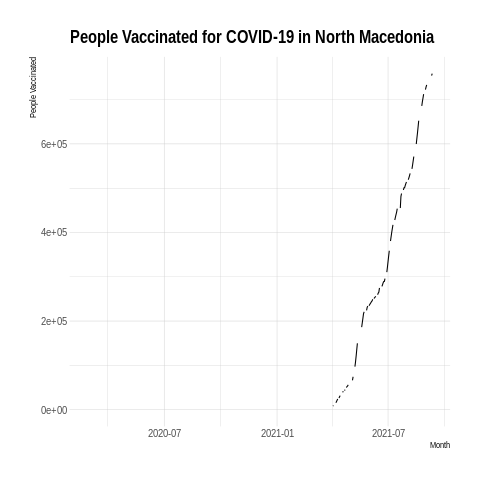 People Vaccinated for COVID-19 in North Macedonia
People Vaccinated
6e+05
4e+05
2e+05
0e+00
2020-07
2021-01
2021-07
Month